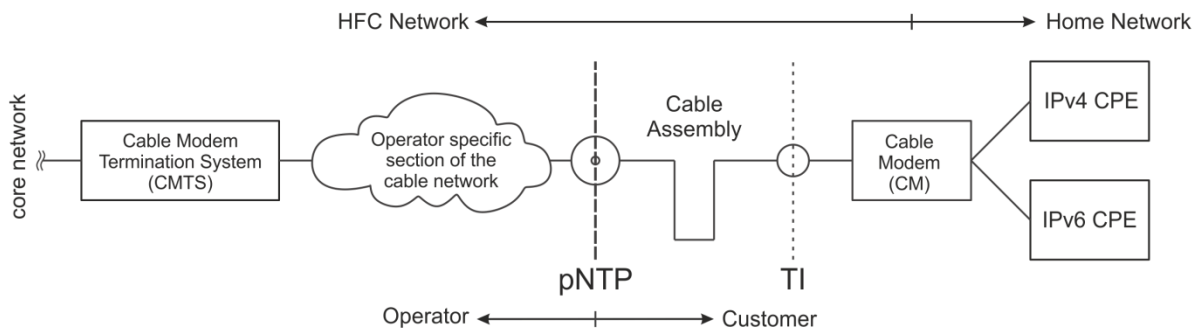 HFC Network
Home Network
core network
Cable Modem
Termination System
(CMTS)
Operator specific
section of the
cable network
Cable
Assembly
Cable
Modem
(CM)
IPv4 CPE
IPv6 CPE
pNTP
TI
Operator
Customer